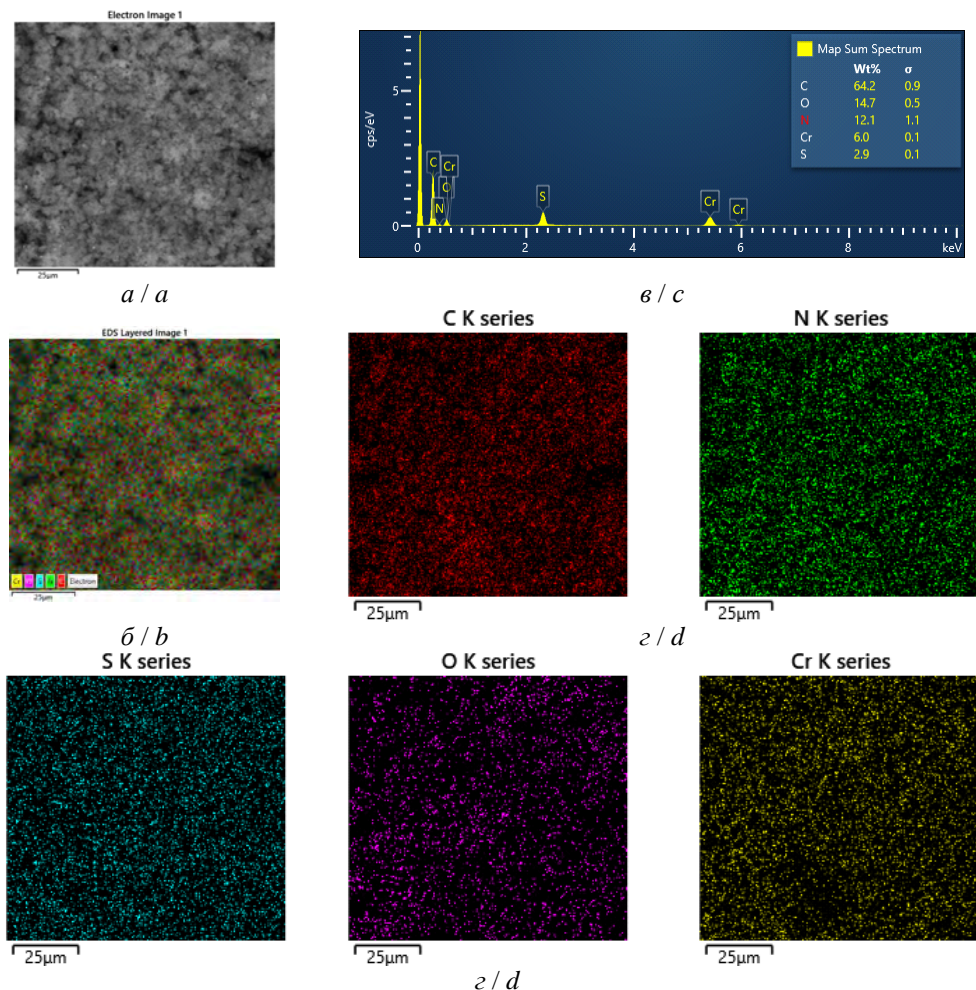 Electron Image 1
25µm
а / a
cps/eV
5
0
C
O
N
Cr
S
Cr
Cr
0
2
4
6
8
keV
Map Sum Spectrum
Wt% σ
C 64.2 0.9
O 14.7 0.5
N 12.1 1.1
Cr 6.0 0.1
S 2.9 0.1
в / c
EDS Layered Image 1
Cr S Electron
25µm
б / b
C K series
25µm
N K series
25µm
г / d
S K series
25µm
O K series
25µm
Cr K series
25µm
г / d